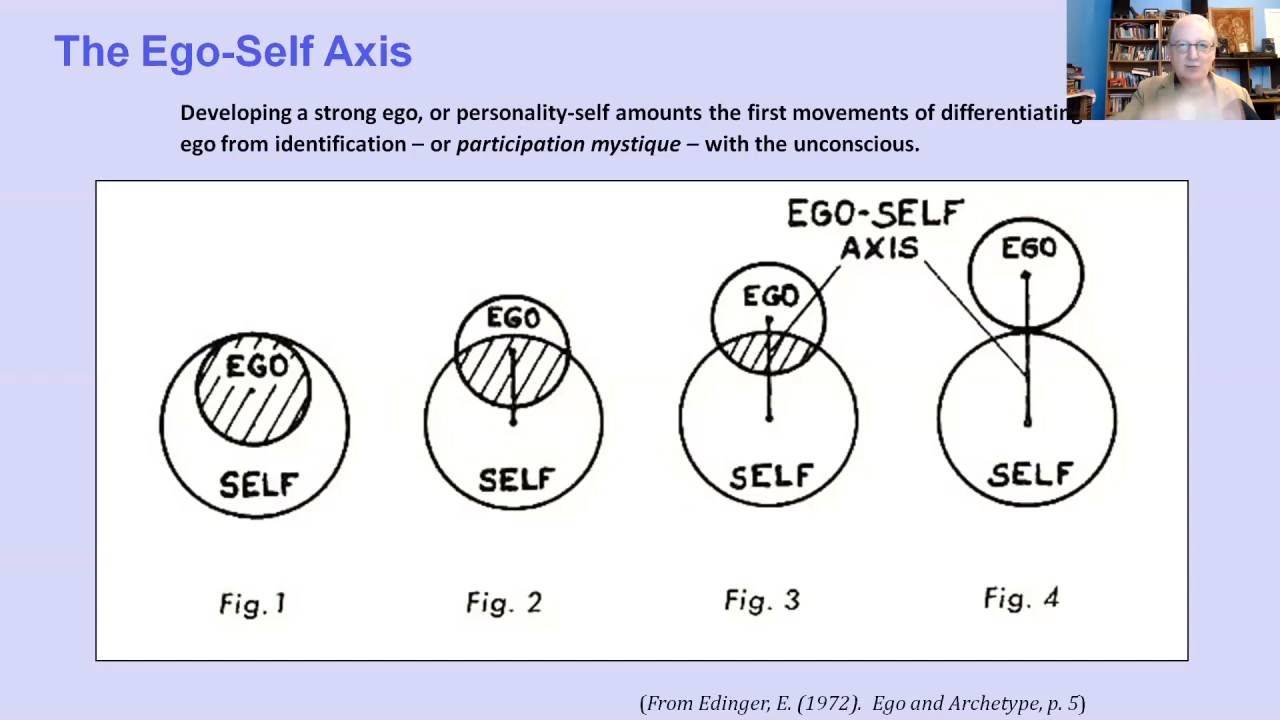 The Ego-Self Axis
Developing a strong ego, or personality-self amounts the first movements of differentiating
ego from identification – or participation mystique – with the unconscious.
EGO-SELF
AXIS
EGO
SELF
EGO
SELF
EGO
SELF
EGO
SELF
Fig. 1
Fig. 2
Fig. 3
Fig. 4
(From Edinger, E. (1972). Ego and Archetype, p. 5)